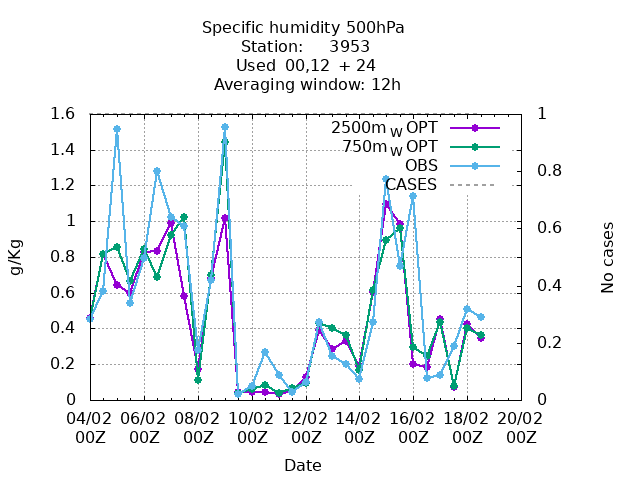 Specific humidity 500hPa
Station: 3953
Used 00,12 + 24
Averaging window: 12h
1.6
1.4
1.2
1
0.8
0.6
0.4
0.2
0
1
0.8
0.6
0.4
0.2
0
2500m W OPT
750m W OPT
OBS
CASES
g/Kg
No cases
04/02 06/02 08/02 10/02 12/02 14/02 16/02 18/02 20/02
00Z 00Z 00Z 00Z 00Z 00Z 00Z 00Z 00Z
Date